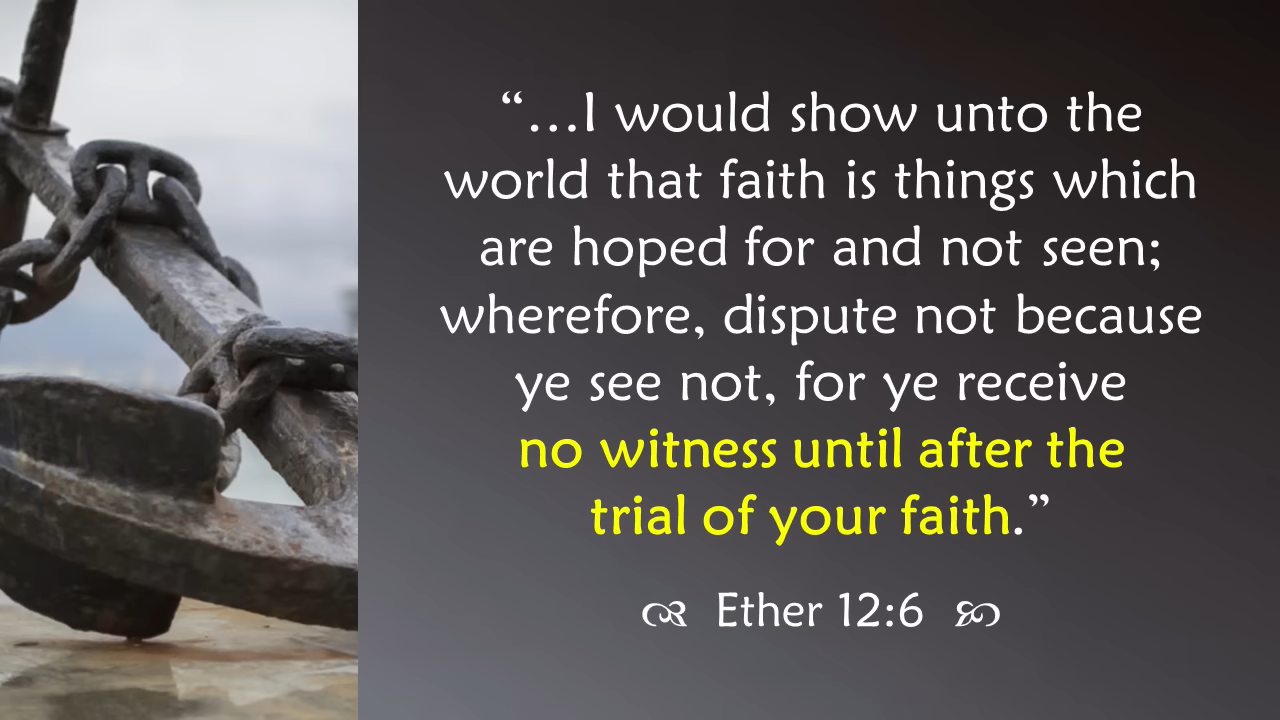 “…I would show unto the
world that faith is things which
are hoped for and not seen;
wherefore, dispute not because
ye see not, for ye receive
no witness until after the
trial of your faith.”
Ether 12:6